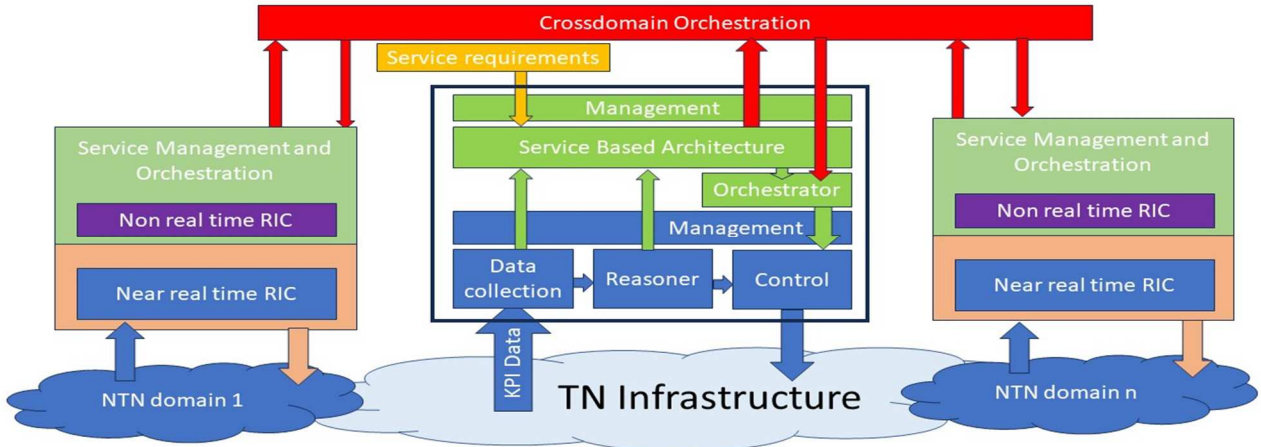 Crossdomain Orchestration
Service requirements
Management
Service Management and
Orchestration
Service Based Architecture
Service Management and
Orchestration
Orchestrator
Non real time RIC
Non real time RIC
Management
Data
collection
Reasoner
Control
Near real time RIC
Near real time RIC
KPI Data
NTN domain 1
TN Infrastructure
NTN domain n